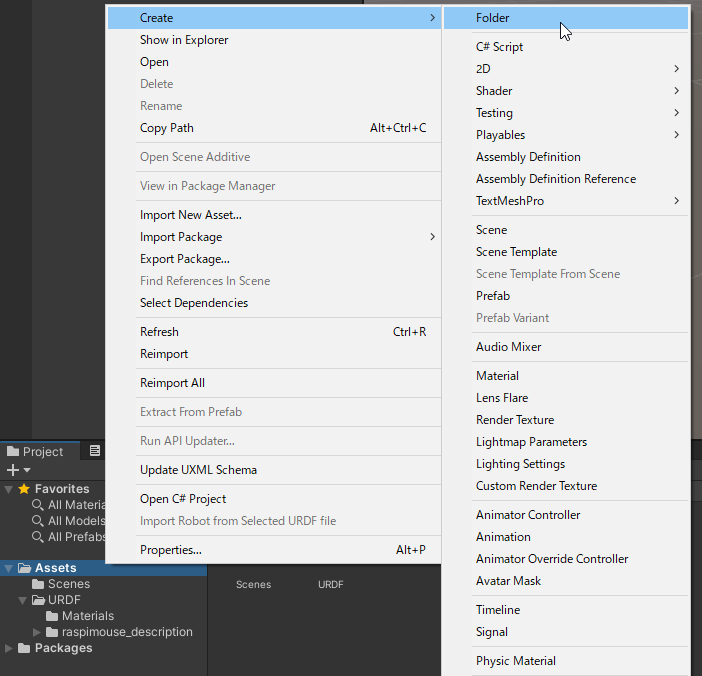 Create
Show in Explorer
Open
Delete
Rename
Copy Path Alt+Ctrl+C
Open Scene Additive
View in Package Manager
Import New Asset...
Import Package
Export Package...
Find References In Scene
Select Dependencies
Refresh Ctrl+R
Reimport
Reimport All
Extract From Prefab
Run API Updater...
Update UXML Schema
Open C# Project
Import Robot from Selected URDF file
Properties... Alt+P
Folder
C# Script
2D
Shader
Testing
Playables
Assembly Definition
Assembly Definition Reference
TextMeshPro
Scene
Scene Template
Scene Template From Scene
Prefab
Prefab Variant
Audio Mixer
Material
Lens Flare
Render Texture
Lightmap Parameters
Lighting Settings
Custom Render Texture
Animator Controller
Animation
Animator Override Controller
Avatar Mask
Timeline
Signal
Physic Material
Project
Favorites
All Materia
All Models
All Prefabs
Assets
Scenes
URDF
Materials
raspimouse_description
Packages
Scenes
URDF